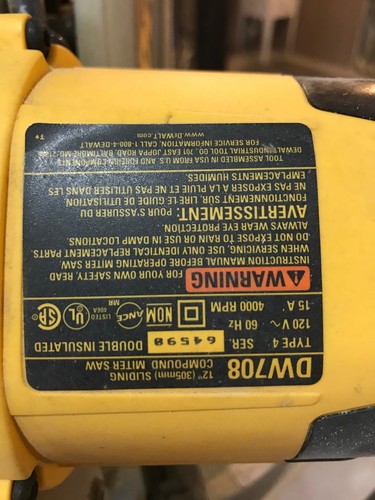 DW708 12" (305mm) SLIDING
COMPOUND MITER SAW
TYPE 4 SER. 64598 DOUBLE INSULATED
120 V ~ 60 Hz NOM ANCE UL LISTED SA
15 A 4000 RPM MR
⚠WARNING FOR YOUR OWN SAFETY, READ
INSTRUCTION MANUAL BEFORE OPERATING MITER SAW.
WHEN SERVICING, USE ONLY IDENTICAL REPLACEMENT PARTS
DO NOT EXPOSE TO RAIN OR USE IN DAMP LOCATIONS.
ALWAYS WEAR EYE PROTECTION.
AVERTISSEMENT: POUR S'ASSURER DU
FONCTIONNEMENT SUR, LIRE LE GUIDE DE UTILISATION.
NE PAS EXPOSER A LA PLUIE ET NE PAS UTILISER DANS LES
EMPLACEMENTS HUMIDES.
TOOL ASSEMBLED IN USA FROM U.S. AND FOREIGN COMPONENTS
DEWALT INDUSTRIAL TOOL CO. 701 EAST JOPPA ROAD, BALTIMORE, MD
FOR SERVICE INFORMATION, CALL 1-800-4-DEWALT
www.DeWALT.com